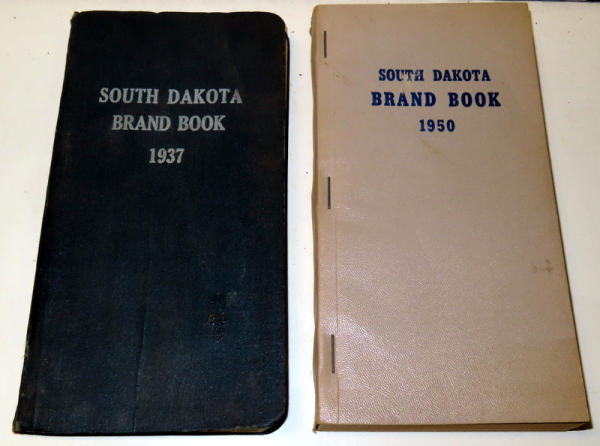 SOUTH DAKOTA
BRAND BOOK
1937
SOUTH DAKOTA
BRAND BOOK
1950